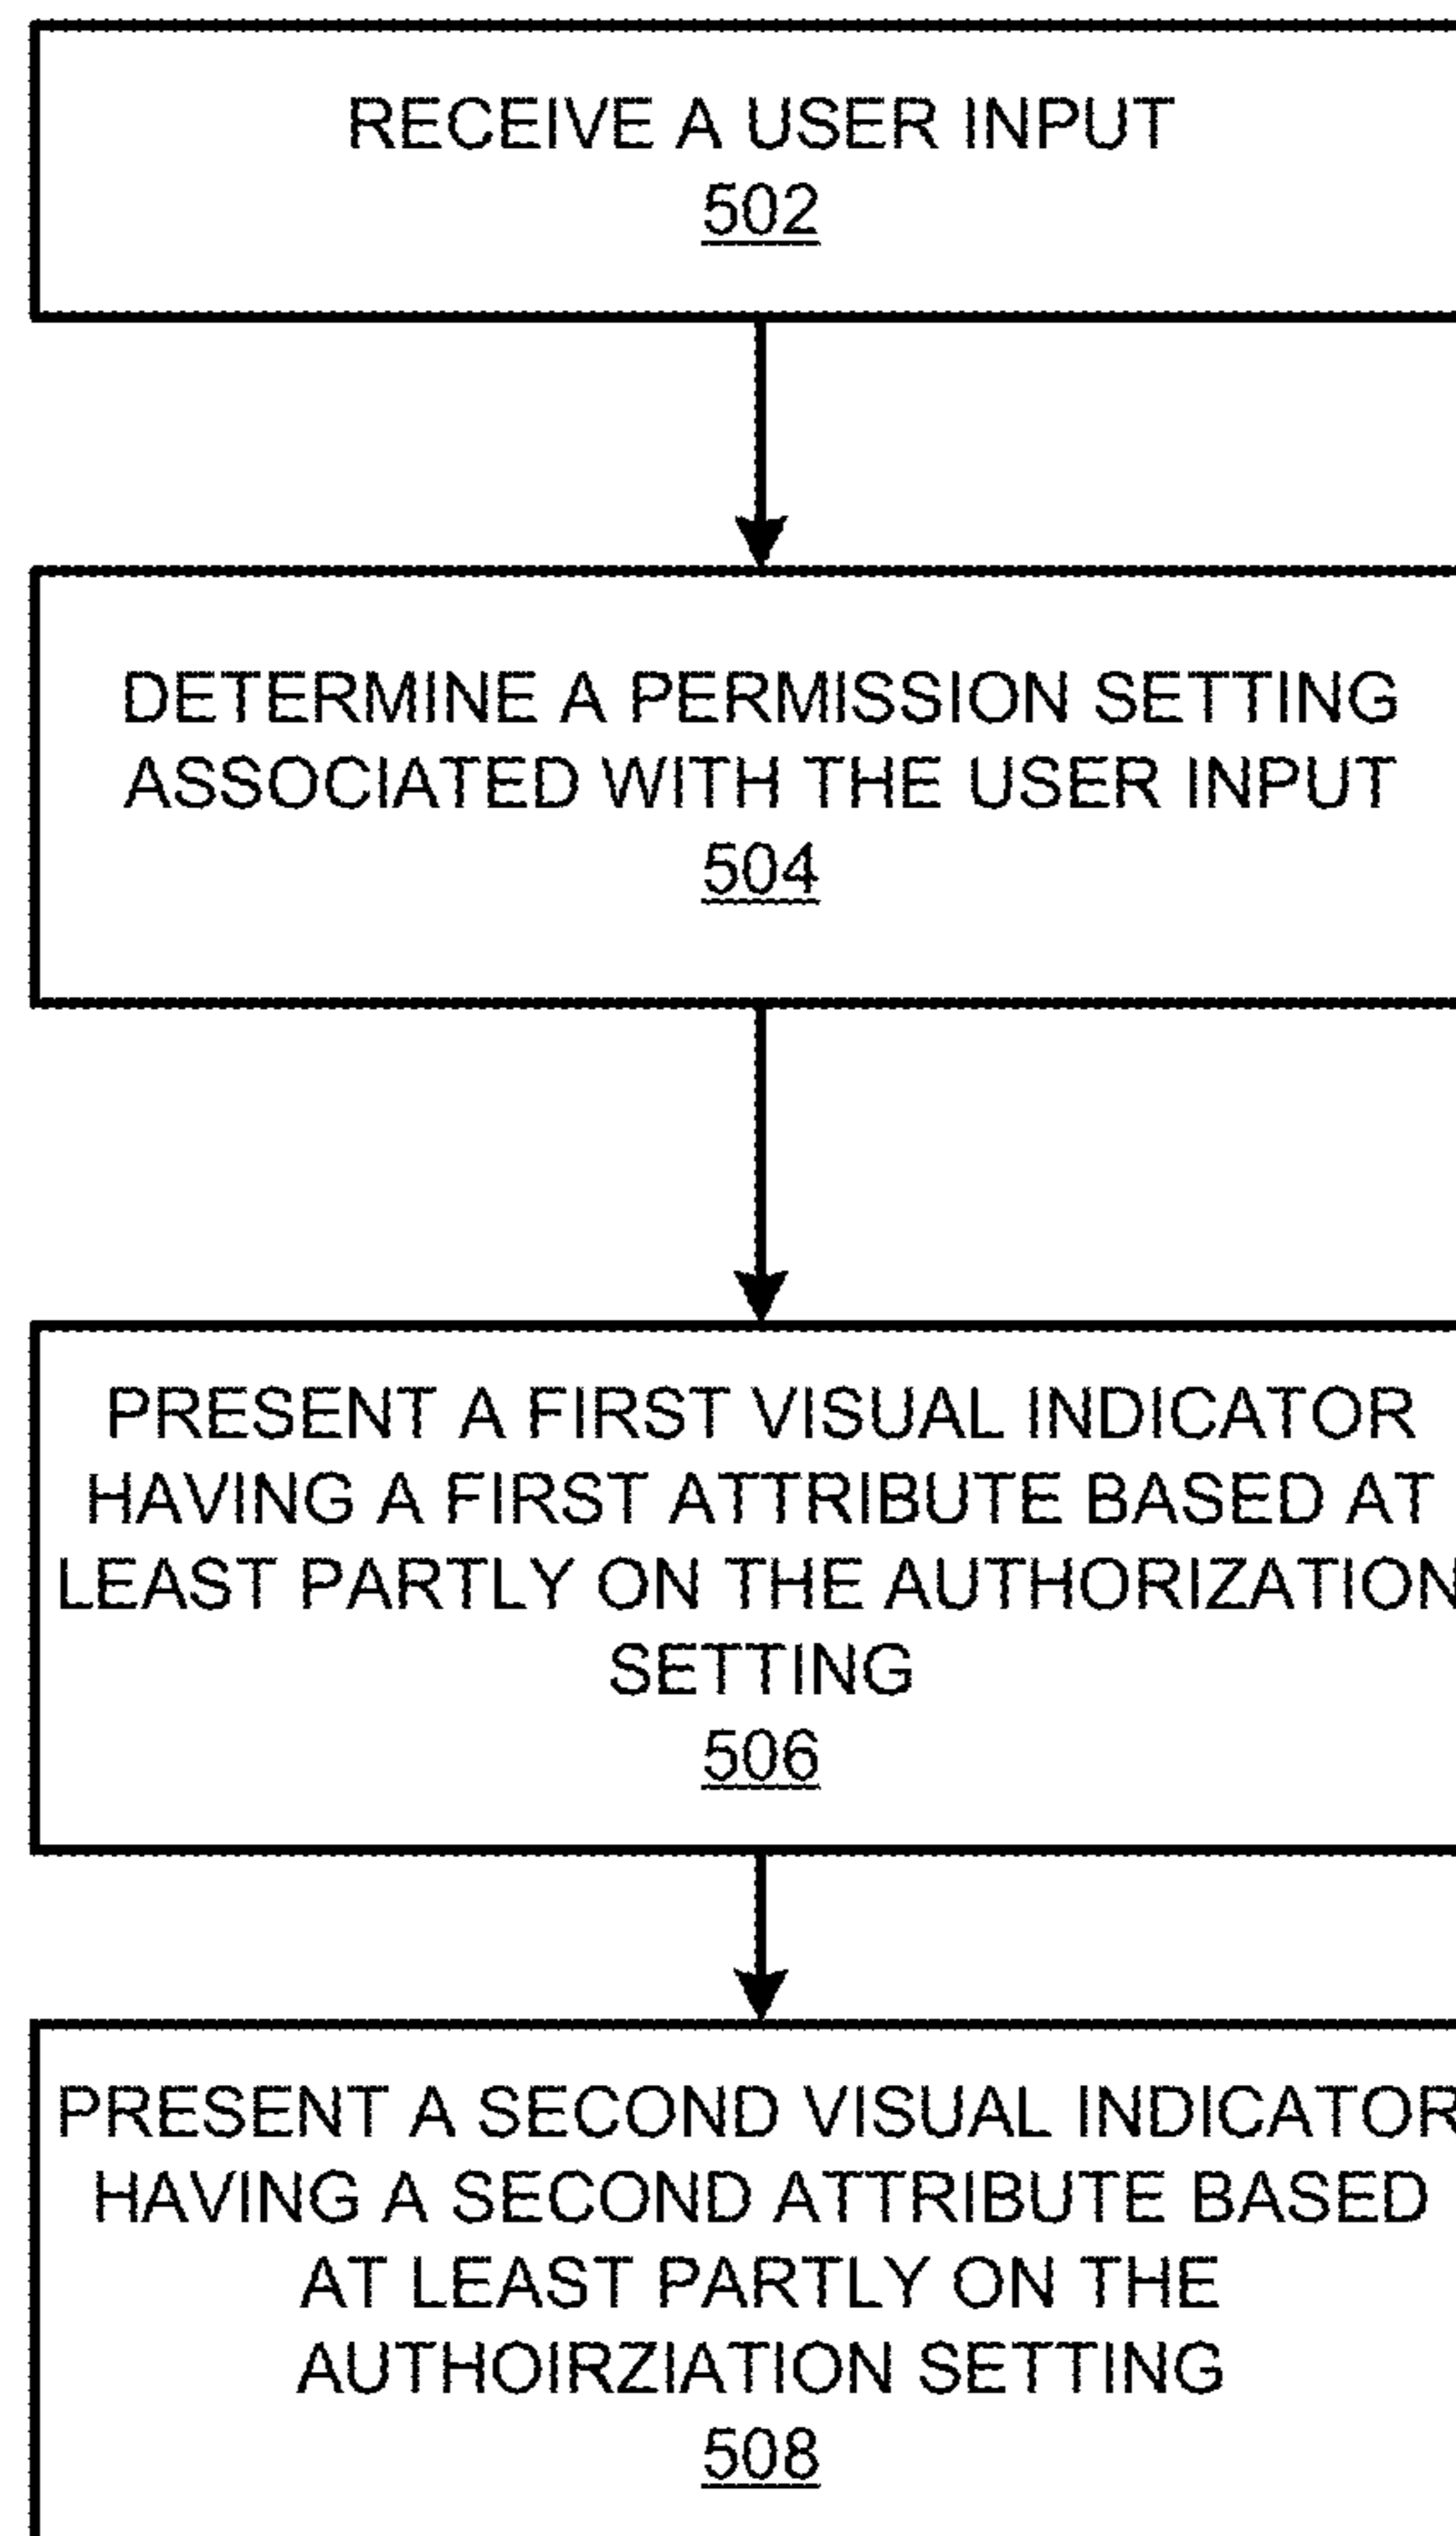 RECEIVE A USER INPUT
502
DETERMINE A PERMISSION SETTING
ASSOCIATED WITH THE USER INPUT
504
PRESENT A FIRST VISUAL INDICATOR
HAVING A FIRST ATTRIBUTE BASED AT
LEAST PARTLY ON THE AUTHORIZATION
SETTING
506
PRESENT A SECOND VISUAL INDICATOR
HAVING A SECOND ATTRIBUTE BASED
AT LEAST PARTLY ON THE
AUTHOIRZIATION SETTING
508